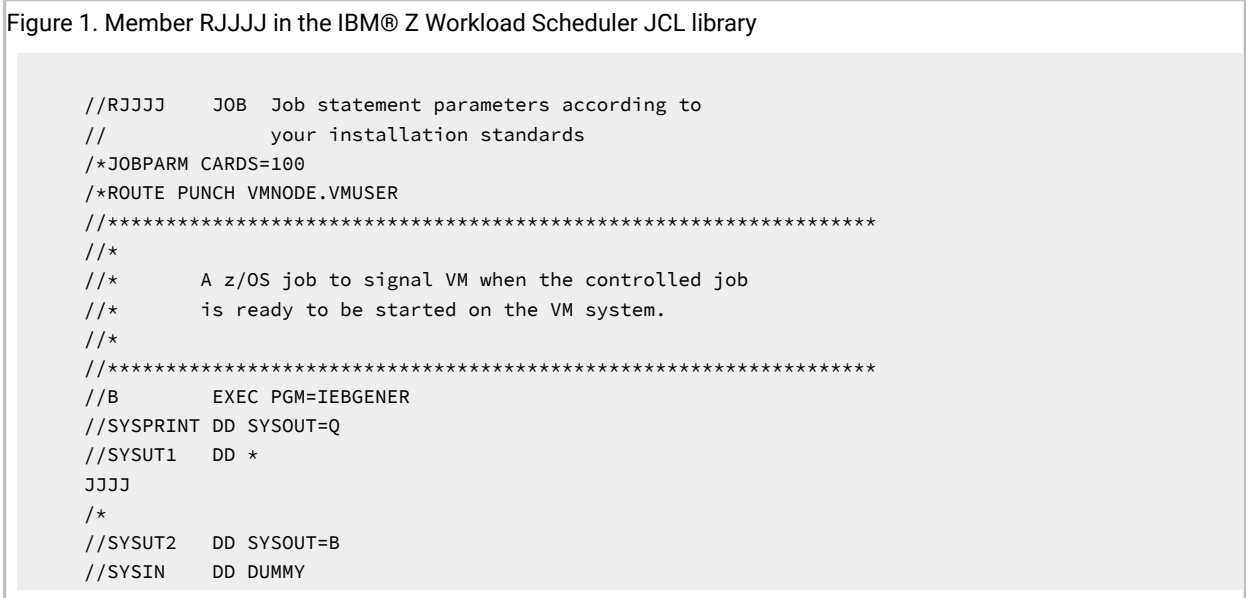 Figure 1. Member RJJJJ in the IBM® Z Workload Scheduler JCL library
//RJJJJ    JOB  Job statement parameters according to
//              your installation standards
/*JOBPARM CARDS=100
/*ROUTE PUNCH VMNODE.VMUSER
//******************************************************************
//*
//*       A z/OS job to signal VM when the controlled job
//*       is ready to be started on the VM system.
//*
//******************************************************************
//B        EXEC PGM=IEBGENER
//SYSPRINT DD SYSOUT=Q
//SYSUT1   DD *
JJJJ
/*
//SYSUT2   DD SYSOUT=B
//SYSIN    DD DUMMY